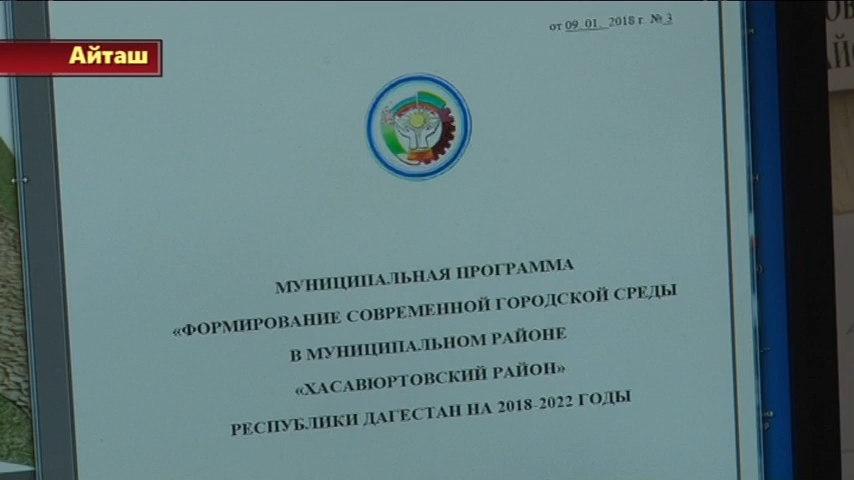 Айташ
от 09. 01. 2018 г. № 3
МУНИЦИПАЛЬНАЯ ПРОГРАММА
«ФОРМИРОВАНИЕ СОВРЕМЕННОЙ ГОРОДСКОЙ СРЕДЫ
В МУНИЦИПАЛЬНОМ РАЙОНЕ
«ХАСАВЮРТОВСКИЙ РАЙОН»
РЕСПУБЛИКИ ДАГЕСТАН НА 2018-2022 ГОДЫ